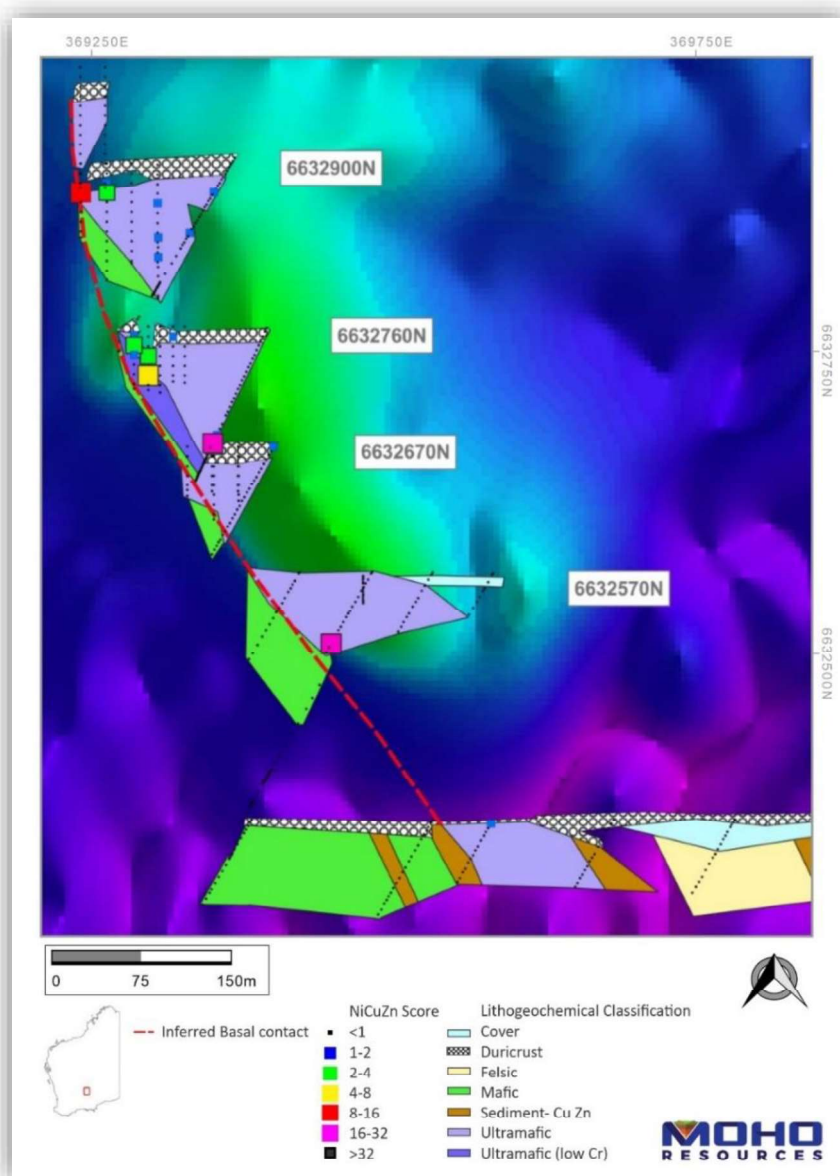 369250E 369750E
6632900N
6632760N
6632750N
6632670N
6632570N
6632500N
0 75 150m
Inferred Basal contact
NiCuZn Score
<1
1-2
2-4
4-8
8-16
16-32
>32
Lithogeochemical Classification
Cover
Duricrust
Felsic
Mafic
Sediment- Cu Zn
Ultramafic
Ultramafic (low Cr)
MOHO
RESOURCES